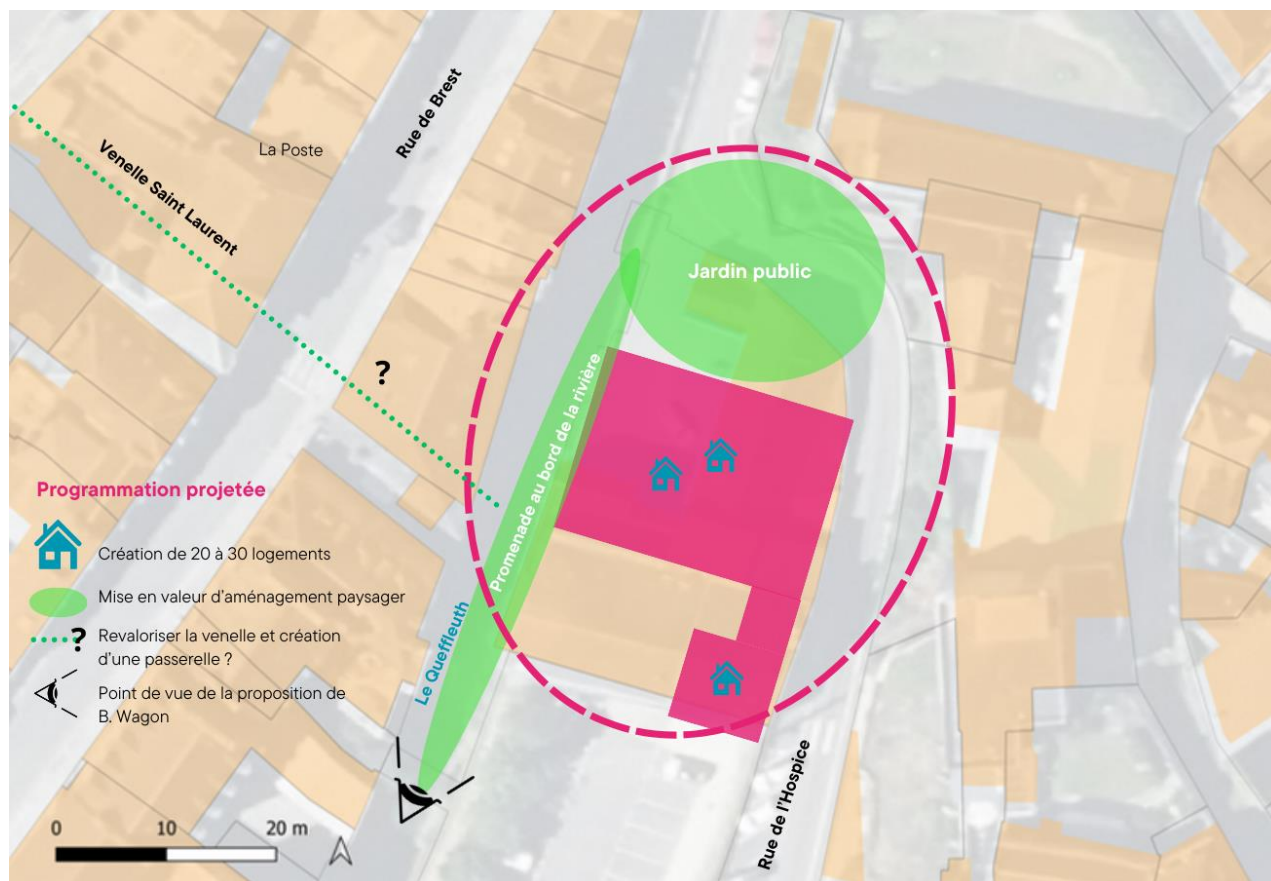 Rue de Brest
La Poste
Venelle Saint Laurent
Jardin public
?
Promenade au bord de la rivière
Le Queffleuth
Rue de l'Hospice
Programmation projetée
Création de 20 à 30 logements
Mise en valeur d'aménagement paysager
? Revaloriser la venelle et création
d'une passerelle ?
Point de vue de la proposition de
B. Wagon
0 10 20 m